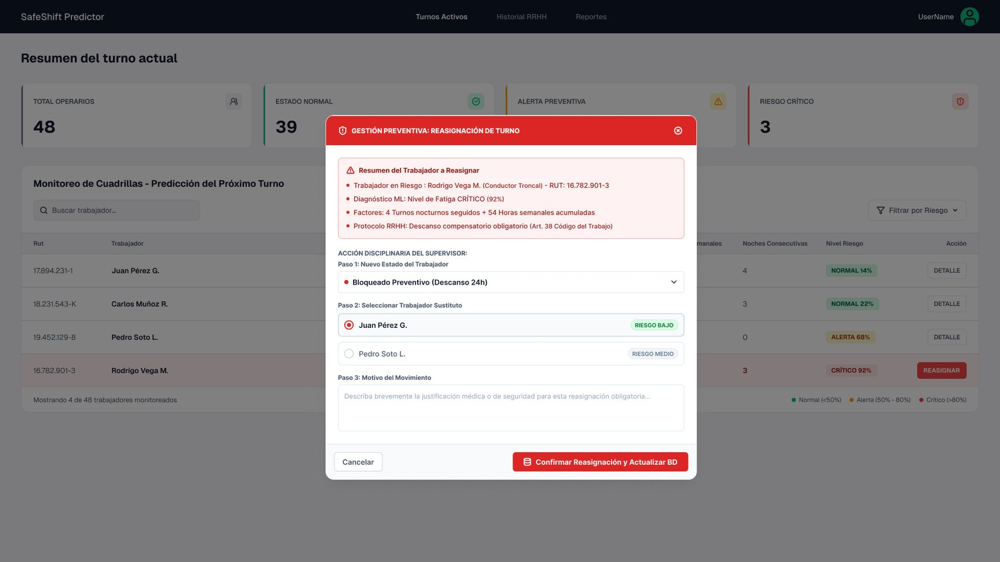 SafeShift Predictor
Turnos Activos
Historial RRHH
Reportes
UserName
Resumen del turno actual
TOTAL OPERARIOS
48
ESTADO NORMAL
39
ALERTA PREVENTIVA
RIESGO CRÍTICO
3
GESTIÓN PREVENTIVA: REASIGNACIÓN DE TURNO
Resumen del Trabajador a Reasignar
Trabajador en Riesgo : Rodrigo Vega M. (Conductor Troncal) - RUT: 16.782.901-3
Diagnóstico ML: Nivel de Fatiga CRÍTICO (92%)
Factores: 4 Turnos nocturnos seguidos + 54 Horas semanales acumuladas
Protocolo RRHH: Descanso compensatorio obligatorio (Art. 38 Código del Trabajo)
ACCIÓN DISCIPLINARIA DEL SUPERVISOR:
Paso 1: Nuevo Estado del Trabajador
Bloqueado Preventivo (Descanso 24h)
Paso 2: Seleccionar Trabajador Sustituto
Juan Pérez G.
RIESGO BAJO
Pedro Soto L.
RIESGO MEDIO
Paso 3: Motivo del Movimiento
Describa brevemente la justificación médica o de seguridad para esta reasignación obligatoria...
Cancelar
Confirmar Reasignación y Actualizar BD
Monitoreo de Cuadrillas - Predicción del Próximo Turno
Buscar trabajador...
Filtrar por Riesgo
Rut Trabajador manales Noches Consecutivas Nivel Riesgo Acción
17.894.231-1 Juan Pérez G. 4 NORMAL 14% DETALLE
18.231.543-K Carlos Muñoz R. 3 NORMAL 22% DETALLE
19.452.129-8 Pedro Soto L. 0 ALERTA 68% DETALLE
16.782.901-3 Rodrigo Vega M. 3 CRÍTICO 92% REASIGNAR
Mostrando 4 de 48 trabajadores monitoreados
Normal (<50%) Alerta (50% - 80%) Crítico (>80%)